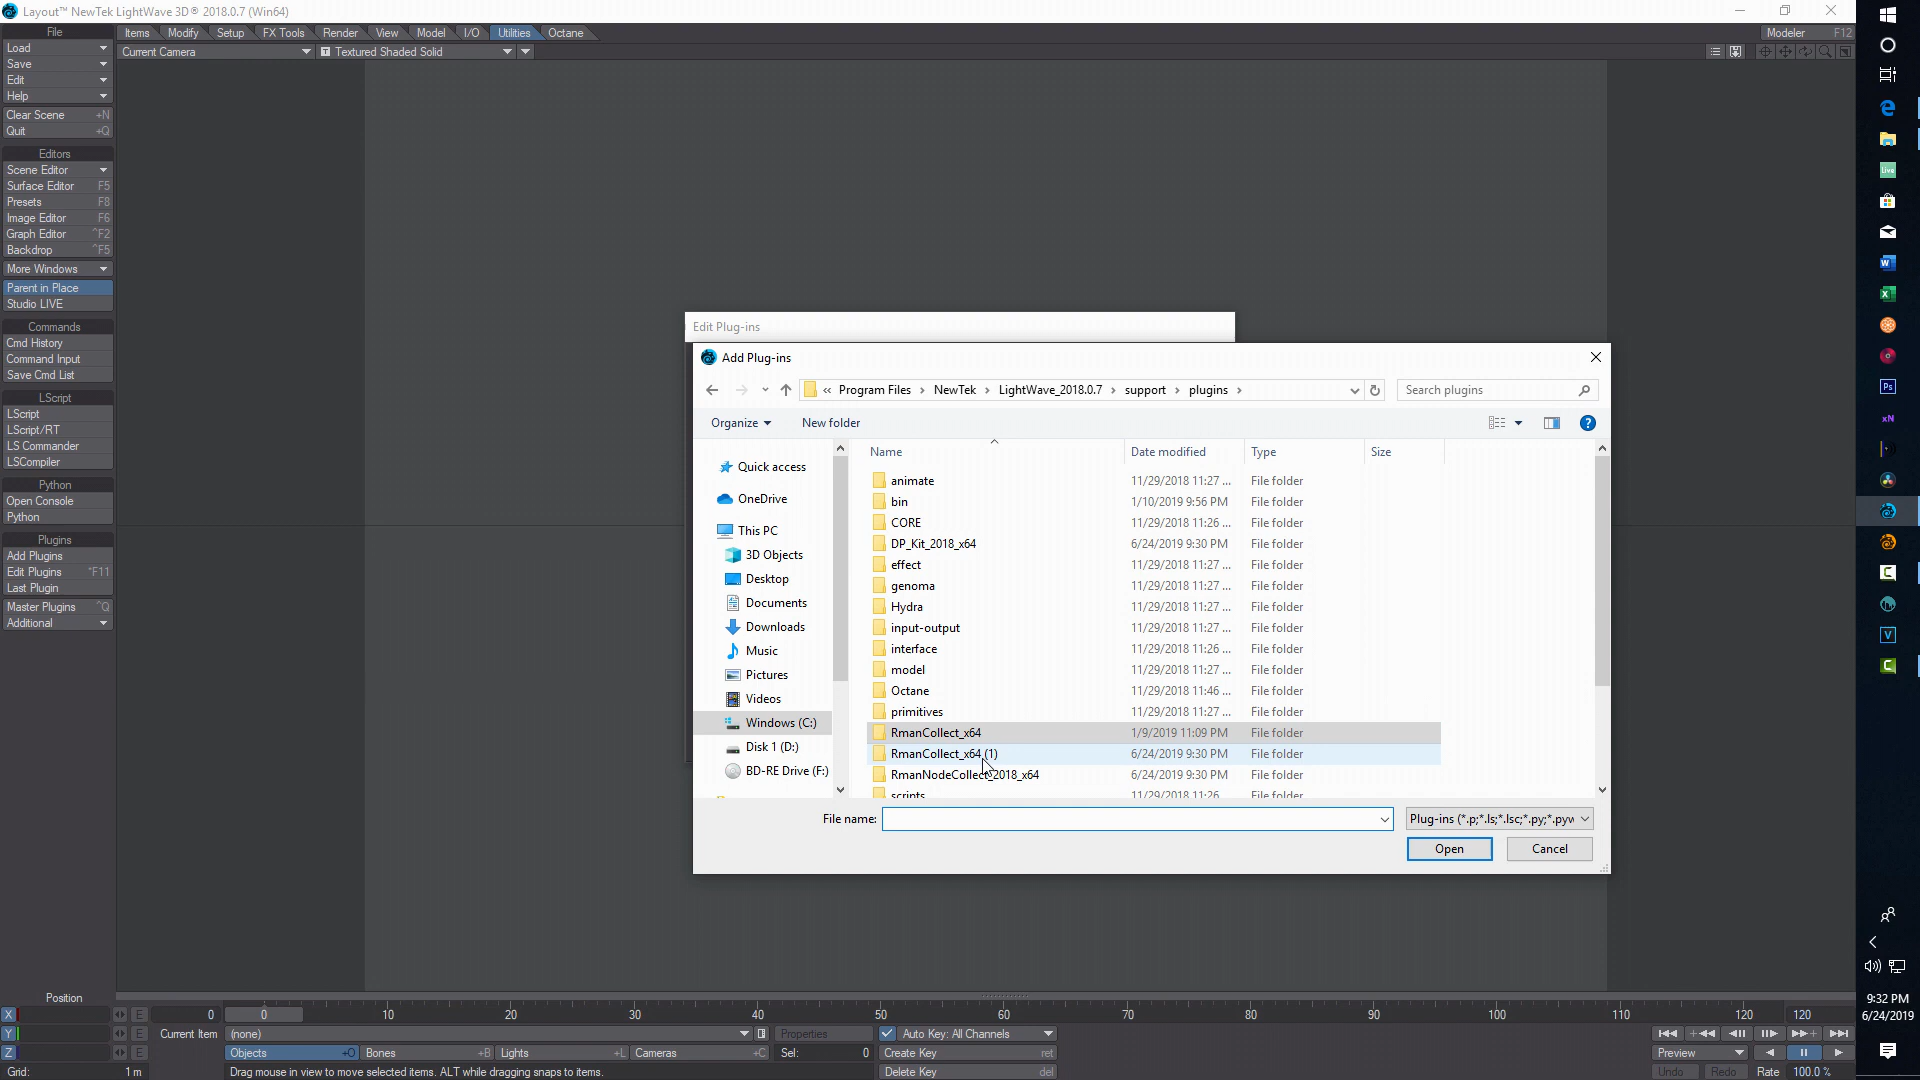 Layout™ NewTek LightWave 3D® 2018.0.7 (Win64)
File
Items Modify Setup FX Tools Render View Model I/O Utilities Octane
Modeler F12
Load
Current Camera
Textured Shaded Solid
Save
Edit
Help
Clear Scene +N
Quit +Q
Editors
Scene Editor
Surface Editor F5
Presets F8
Image Editor F6
Graph Editor ^F2
Backdrop ^F5
More Windows
Parent in Place
Studio LIVE
Commands
Cmd History
Command Input
Save Cmd List
LScript
LScript
LScript/RT
LS Commander
LSCompiler
Python
Open Console
Python
Plugins
Add Plugins
Edit Plugins *F11
Last Plugin
Master Plugins ^Q
Additional
Edit Plug-ins
Add Plug-ins
« Program Files › NewTek › LightWave_2018.0.7 › support › plugins ›
Search plugins
Organize
New folder
Quick access
OneDrive
This PC
3D Objects
Desktop
Documents
Downloads
Music
Pictures
Videos
Windows (C:)
Disk 1 (D:)
BD-RE Drive (F:)
Name Date modified Type Size
animate 11/29/2018 11:27 ... File folder
bin 1/10/2019 9:56 PM File folder
CORE 11/29/2018 11:26 ... File folder
DP_Kit_2018_x64 6/24/2019 9:30 PM File folder
effect 11/29/2018 11:27 ... File folder
genoma 11/29/2018 11:27 ... File folder
Hydra 11/29/2018 11:27 ... File folder
input-output 11/29/2018 11:27 ... File folder
interface 11/29/2018 11:26 ... File folder
model 11/29/2018 11:27 ... File folder
Octane 11/29/2018 11:46 ... File folder
primitives 11/29/2018 11:27 ... File folder
RmanCollect_x64 1/9/2019 11:09 PM File folder
RmanCollect_x64 (1) 6/24/2019 9:30 PM File folder
RmanNodeCollect_2018_x64 6/24/2019 9:30 PM File folder
scripts 11/29/2018 11:26 File folder
File name:
Plug-ins (*.p;*.ls;*.lsc;*.py;*.pyw
Open
Cancel
Live
W
X
Ps
xN
V
9:32 PM
6/24/2019
Position
X 0
Y
Z
E
E
E
0 10 20 30 40 50 60 70 80 90 100 110 120 120
Current Item (none)
Properties
Auto Key: All Channels
Objects +O Bones +B Lights +L Cameras +C
Sel: 0
Create Key ret
Preview
Grid: 1 m
Drag mouse in view to move selected items. ALT while dragging snaps to items.
Delete Key del
Undo Redo Rate 100.0 %